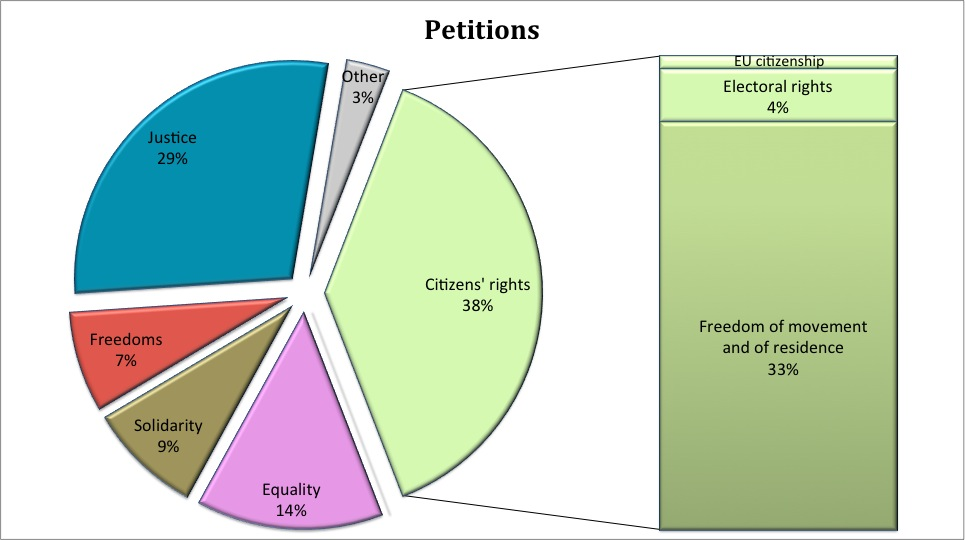 Petitions
Other
3%
Justice
29%
Citizens' rights
38%
Freedoms
7%
Solidarity
9%
Equality
14%
EU citizenship
Electoral rights
4%
Freedom of movement
and of residence
33%